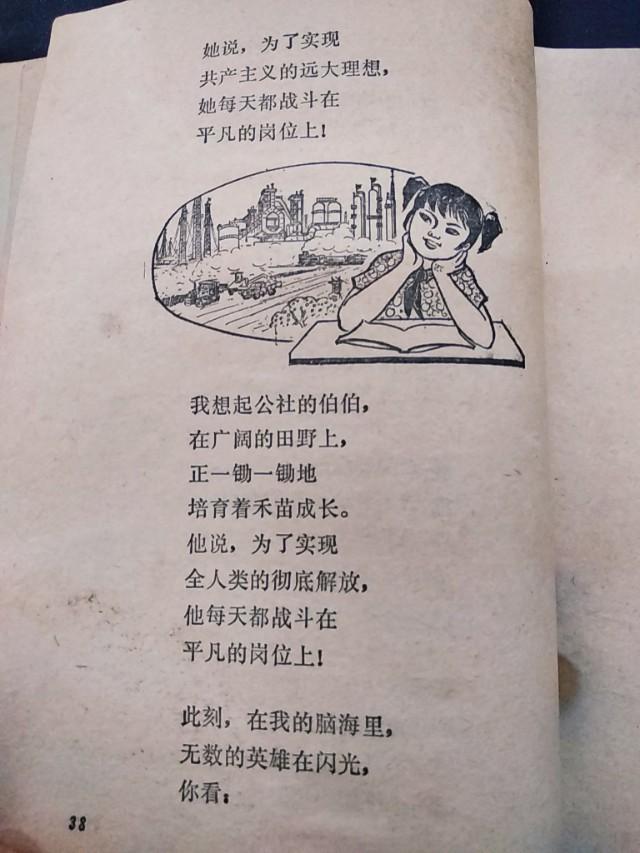 她说，为了实现
共产主义的远大理想，
她每天都战斗在
平凡的岗位上！
我想起公社的伯伯，
在广阔的田野上，
正一锄一锄地
培育着禾苗成长。
他说，为了实现
全人类的彻底解放，
他每天都战斗在
平凡的岗位上！
此刻，在我的脑海里，
无数的英雄在闪光，
你看：
38